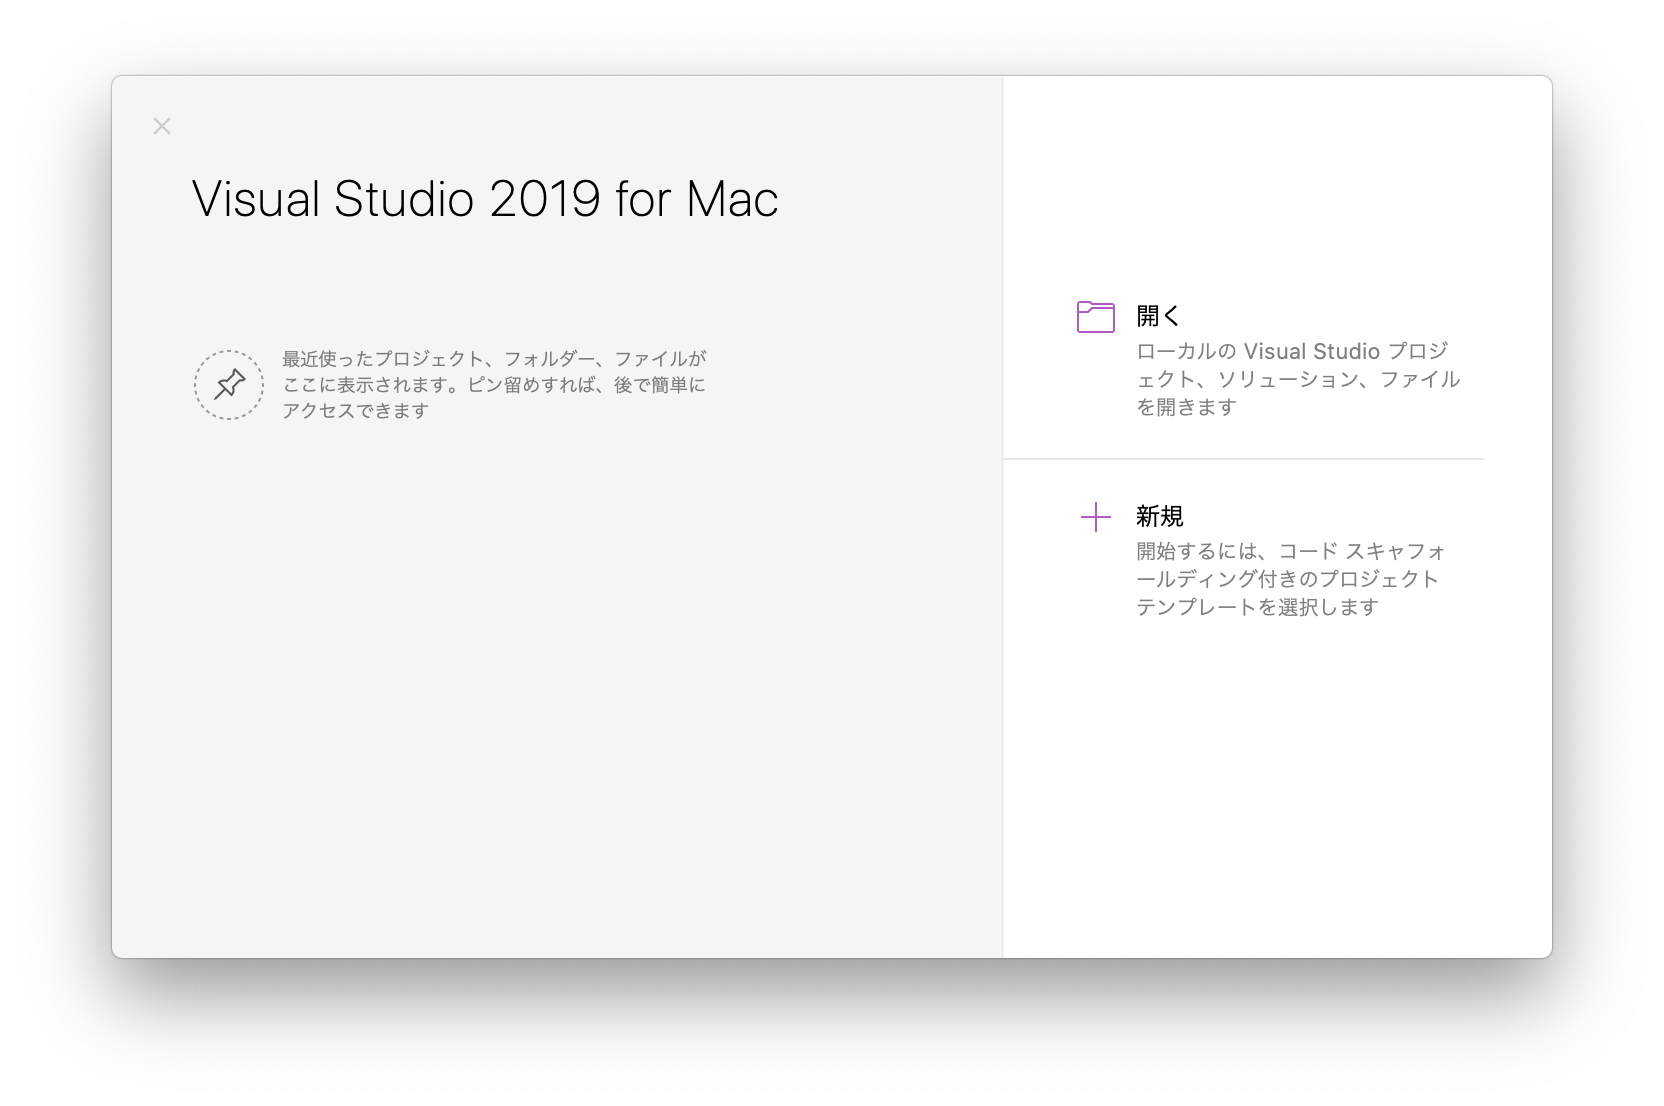 Visual Studio 2019 for Mac
最近使ったプロジェクト、フォルダー、ファイルが
ここに表示されます。ピン留めすれば、後で簡単に
アクセスできます
開く
ローカルの Visual Studio プロジ
ェクト、ソリューション、ファイル
を開きます
新規
開始するには、コード スキャフォ
ールディング付きのプロジェクト
テンプレートを選択します